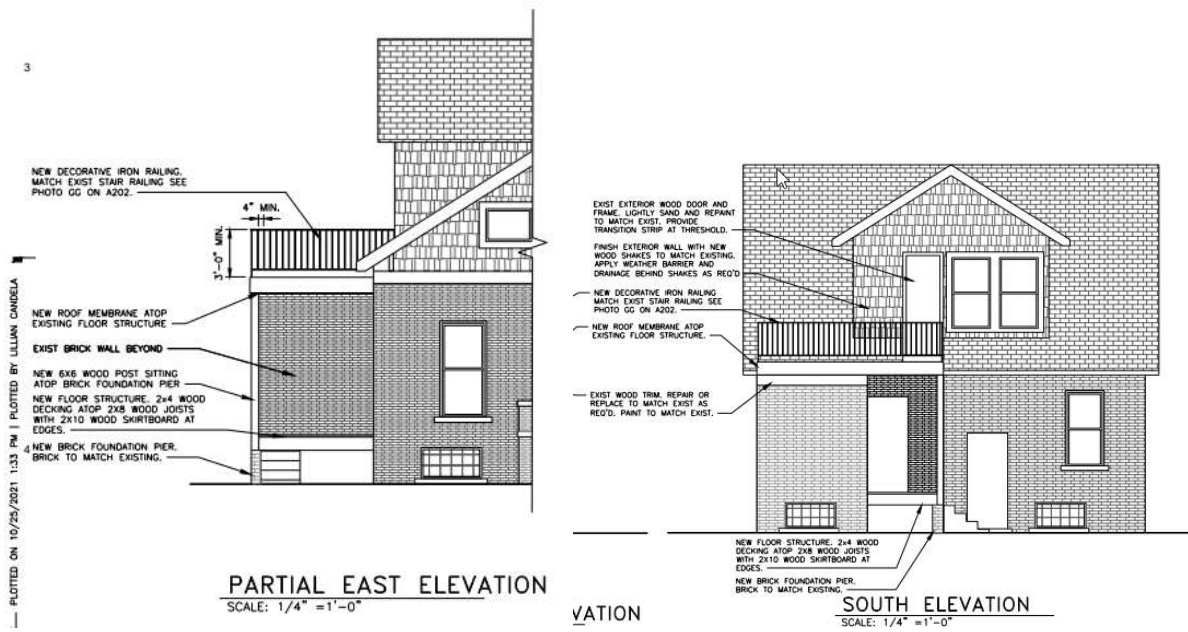 3
NEW DECORATIVE IRON RAILING.
MATCH EXIST STAIR RAILING SEE
PHOTO GG ON A202.
4" MIN.
3'-0" MIN.
NEW ROOF MEMBRANE ATOP
EXISTING FLOOR STRUCTURE
EXIST BRICK WALL BEYOND
NEW 6X6 WOOD POST SITTING
ATOP BRICK FOUNDATION PIER
NEW FLOOR STRUCTURE. 2x4 WOOD
DECKING ATOP 2X8 WOOD JOISTS
WITH 2X10 WOOD SKIRTBOARD AT
EDGES.
4
NEW BRICK FOUNDATION PIER.
BRICK TO MATCH EXISTING.
PLOTTED ON 10/25/2021 1:33 PM | PLOTTED BY LILLIAN CANDELA
PARTIAL EAST ELEVATION
SCALE: 1/4" =1'-0"
EXIST EXTERIOR WOOD DOOR AND
FRAME. LIGHTLY SAND AND REPAINT
TO MATCH EXIST. PROVIDE
TRANSITION STRIP AT THRESHOLD.
FINISH EXTERIOR WALL WITH NEW
WOOD SHAKES TO MATCH EXISTING.
APPLY WEATHER BARRIER AND
DRAINAGE BEHIND SHAKES AS REQ'D
NEW DECORATIVE IRON RAILING
MATCH EXIST STAIR RAILING SEE
PHOTO GG ON A202.
NEW ROOF MEMBRANE ATOP
EXISTING FLOOR STRUCTURE.
EXIST WOOD TRIM. REPAIR OR
REPLACE TO MATCH EXIST AS
REQ'D. PAINT TO MATCH EXIST.
NEW FLOOR STRUCTURE. 2x4 WOOD
DECKING ATOP 2X8 WOOD JOISTS
WITH 2X10 WOOD SKIRTBOARD AT
EDGES.
NEW BRICK FOUNDATION PIER.
BRICK TO MATCH EXISTING.
VATION
SOUTH ELEVATION
SCALE: 1/4" =1'-0"